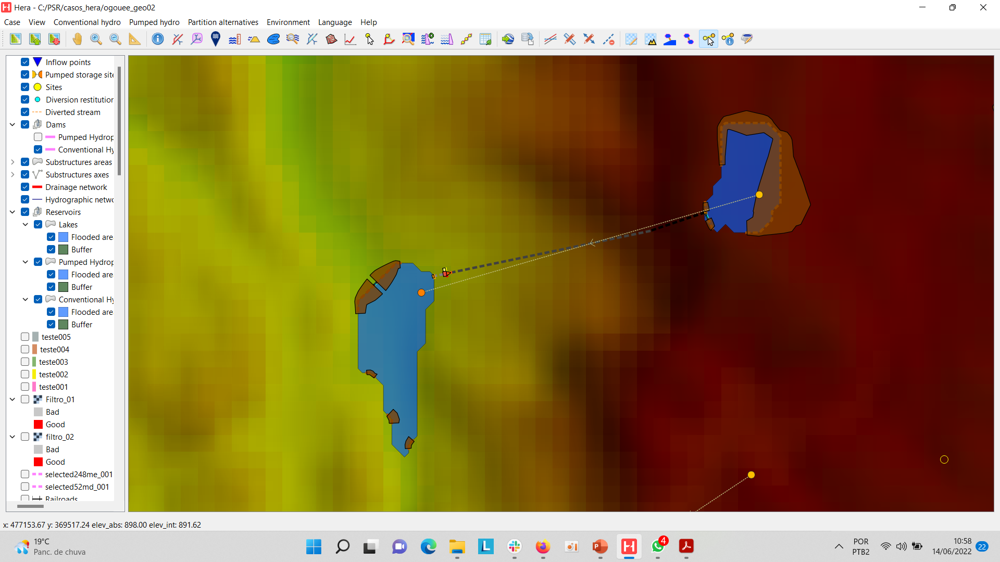 Hera - C:/PSR/casos_hera/ogouee_geo02
Case View Conventional hydro Pumped hydro Partition alternatives Environment Language Help
Inflow points
Pumped storage site
Sites
Diversion restitution
Diverted stream
Dams
Pumped Hydrop
Conventional Hy
Substructures areas
Substructures axes
Drainage network
Hydrographic netwo
Reservoirs
Lakes
Flooded are
Buffer
Pumped Hydrop
Flooded are
Buffer
Conventional Hy
Flooded are
Buffer
teste005
teste004
teste003
teste002
teste001
Filtro_01
Bad
Good
filtro_02
Bad
Good
selected248me_001
selected52md_001
Railroads
x: 477153.67 y: 369517.24 elev_abs: 898.00 elev_int: 891.62
19°C
Panc. de chuva
4
POR
PTB2
10:58
14/06/2022
22